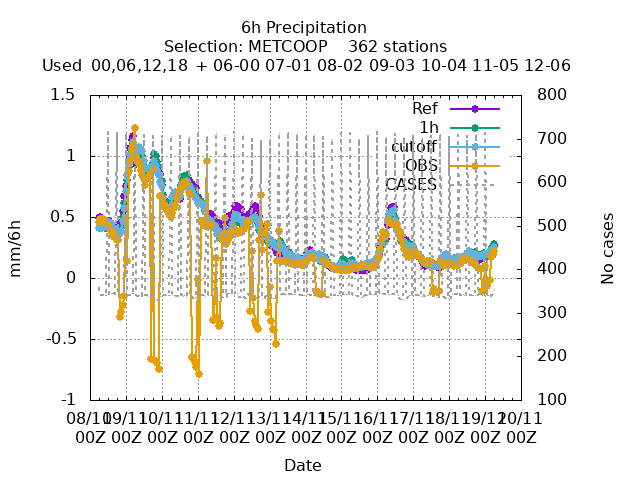 6h Precipitation
Selection: METCOOP    362 stations
Used  00,06,12,18 + 06-00 07-01 08-02 09-03 10-04 11-05 12-06
1.5
1
0.5
0
-0.5
-1
mm/6h
800
700
600
500
400
300
200
100
No cases
Ref
1h
cutoff
OBS
CASES
08/11 09/11 10/11 11/11 12/11 13/11 14/11 15/11 16/11 17/11 18/11 19/11 20/11
00Z 00Z 00Z 00Z 00Z 00Z 00Z 00Z 00Z 00Z 00Z 00Z 00Z
Date